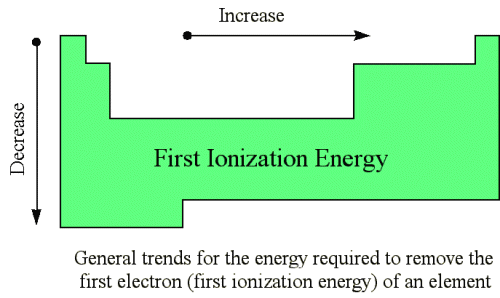 Increase
Decrease
First Ionization Energy
General trends for the energy required to remove the
first electron (first ionization energy) of an element